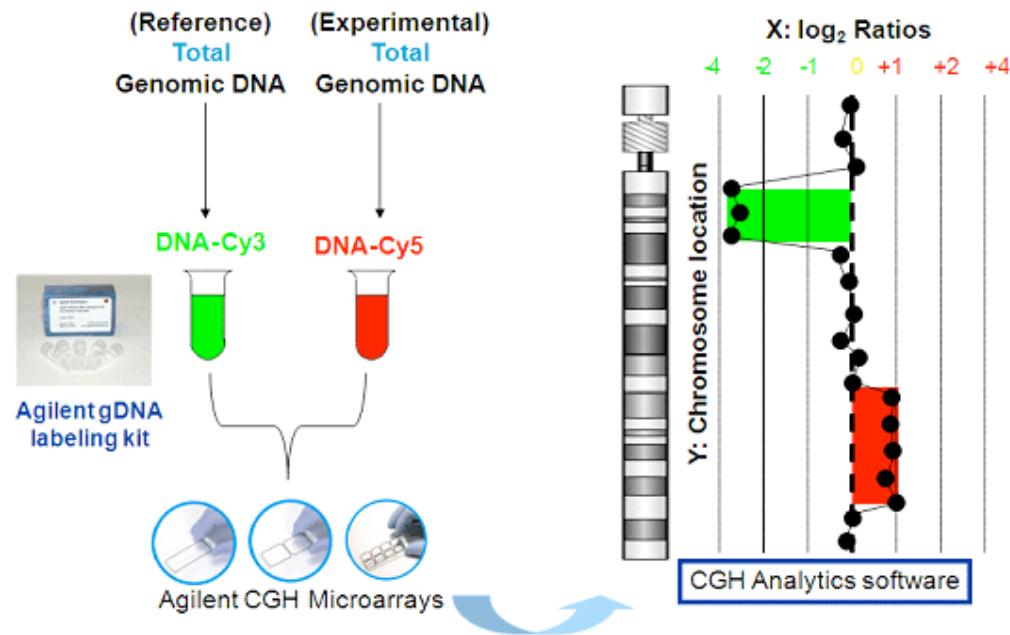 (Reference)
Total
Genomic DNA
(Experimental)
Total
Genomic DNA
DNA-Cy3
DNA-Cy5
Agilent gDNA
labeling kit
Agilent CGH Microarrays
X: log₂ Ratios
-4 -2 -1 0 +1 +2 +4
Y: Chromosome location
CGH Analytics software